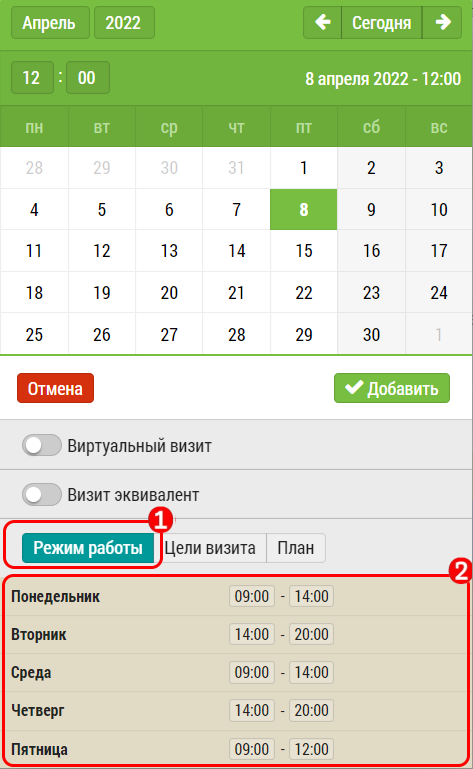 Апрель 2022 Сегодня
12 : 00 8 апреля 2022 - 12:00
пн вт ср чт пт сб вс
28 29 30 31 1 2 3
4 5 6 7 8 9 10
11 12 13 14 15 16 17
18 19 20 21 22 23 24
25 26 27 28 29 30 1
Отмена Добавить
Виртуальный визит
Визит эквивалент
1
Режим работы Цели визита План
2
Понедельник 09:00 - 14:00
Вторник 14:00 - 20:00
Среда 09:00 - 14:00
Четверг 14:00 - 20:00
Пятница 09:00 - 12:00